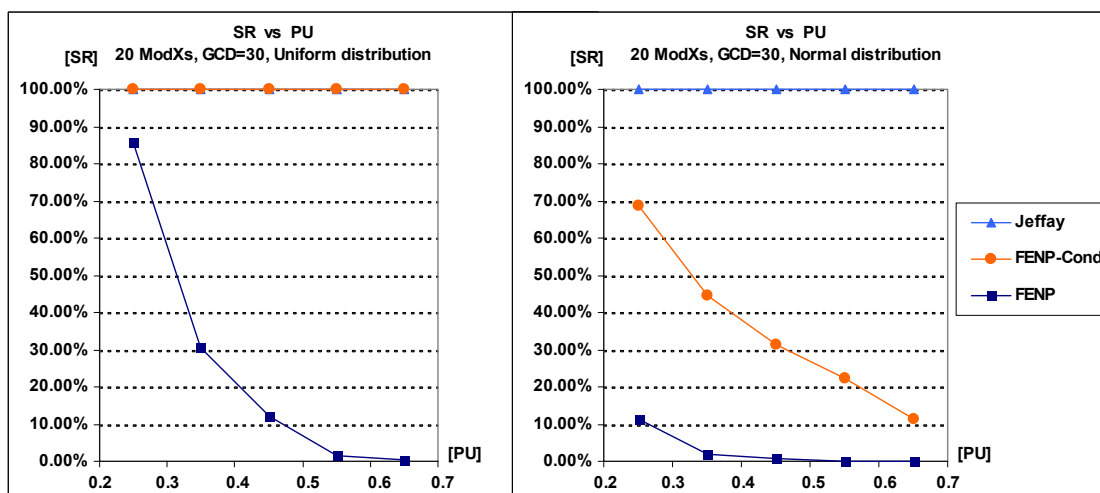 SR vs PU
[SR] 20 ModXs, GCD=30, Uniform distribution
100.00%
90.00%
80.00%
70.00%
60.00%
50.00%
40.00%
30.00%
20.00%
10.00%
0.00%
[PU]
0.2 0.3 0.4 0.5 0.6 0.7
SR vs PU
[SR] 20 ModXs, GCD=30, Normal distribution
100.00%
90.00%
80.00%
70.00%
60.00%
50.00%
40.00%
30.00%
20.00%
10.00%
0.00%
[PU]
0.2 0.3 0.4 0.5 0.6 0.7
Jeffay
FENP-Cond
FENP